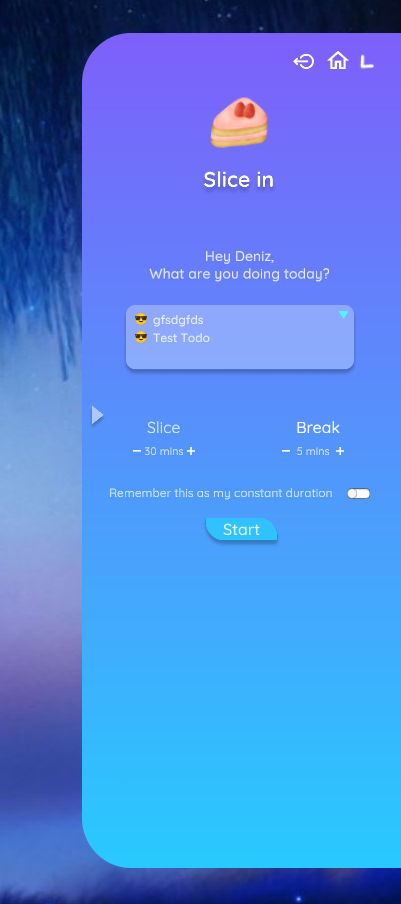 Slice in
Hey Deniz,
What are you doing today?
😎 gfsdgfds
😎 Test Todo
Slice
Break
30 mins
5 mins
Remember this as my constant duration
Start